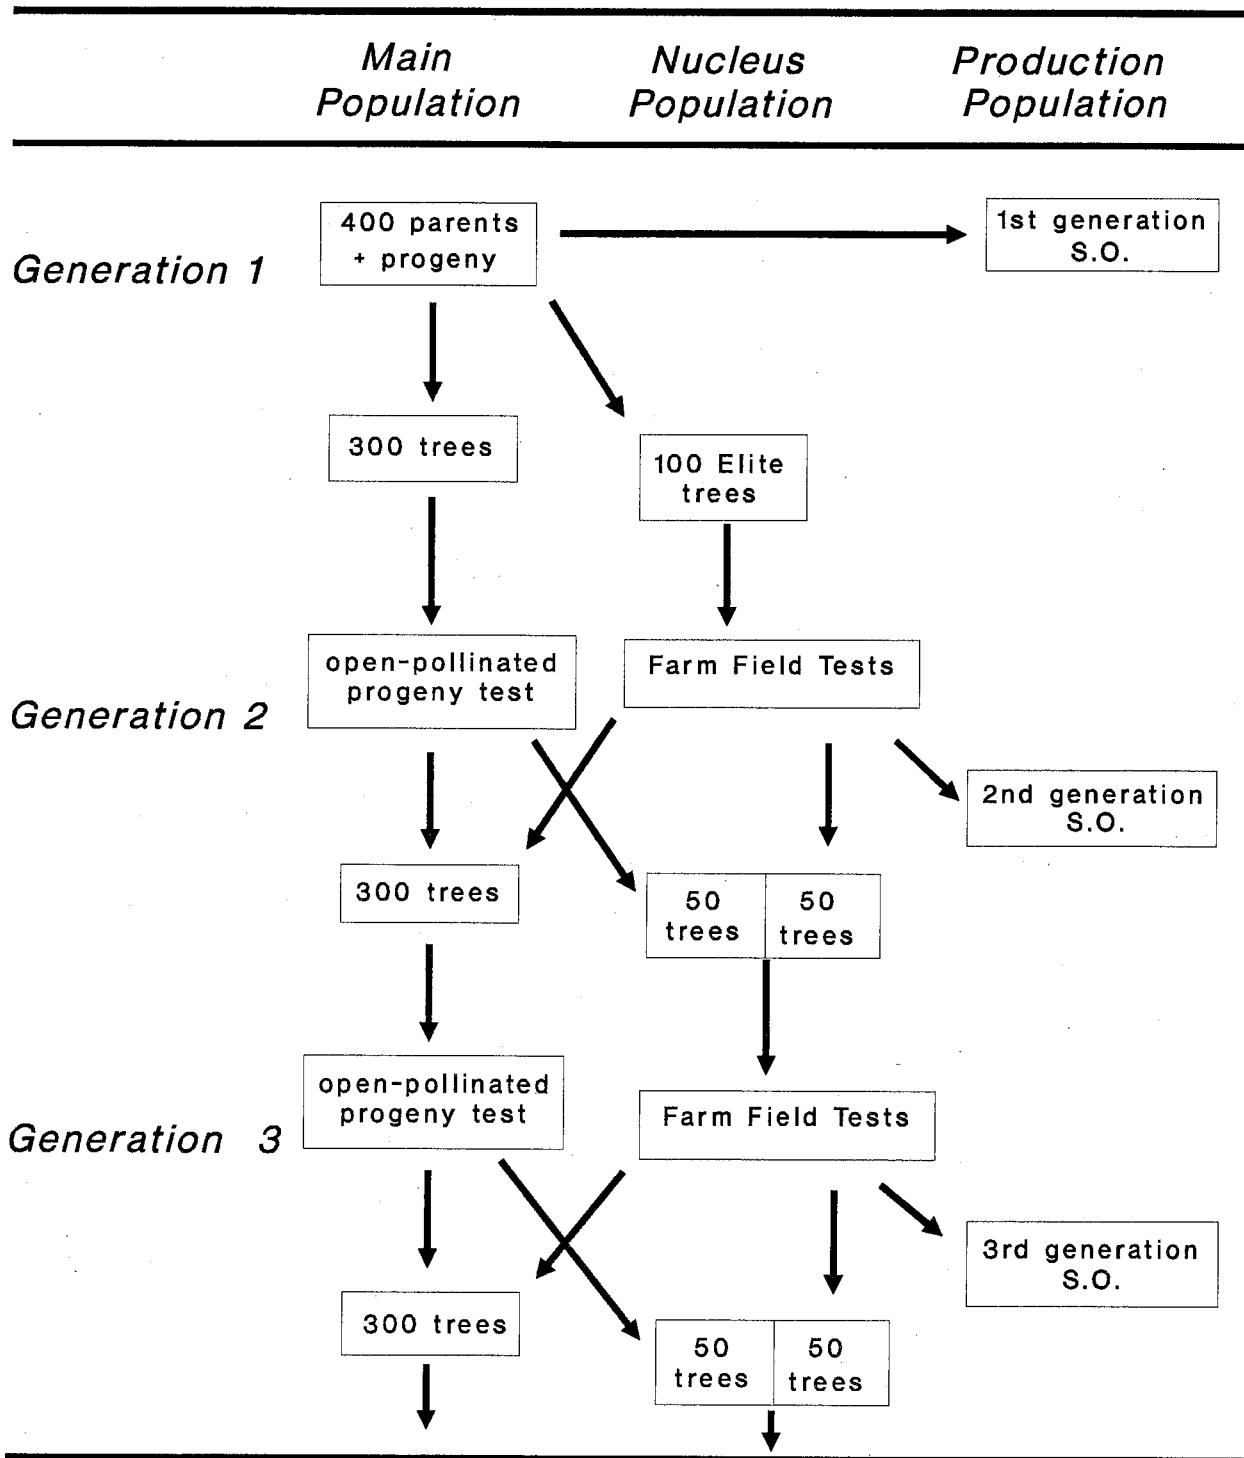 Main
Population
Nucleus
Population
Production
Population
Generation 1
400 parents
+ progeny
1st generation
S.O.
300 trees
100 Elite
trees
Generation 2
open-pollinated
progeny test
Farm Field Tests
2nd generation
S.O.
300 trees
50
trees
50
trees
Generation 3
open-pollinated
progeny test
Farm Field Tests
3rd generation
S.O.
300 trees
50
trees
50
trees